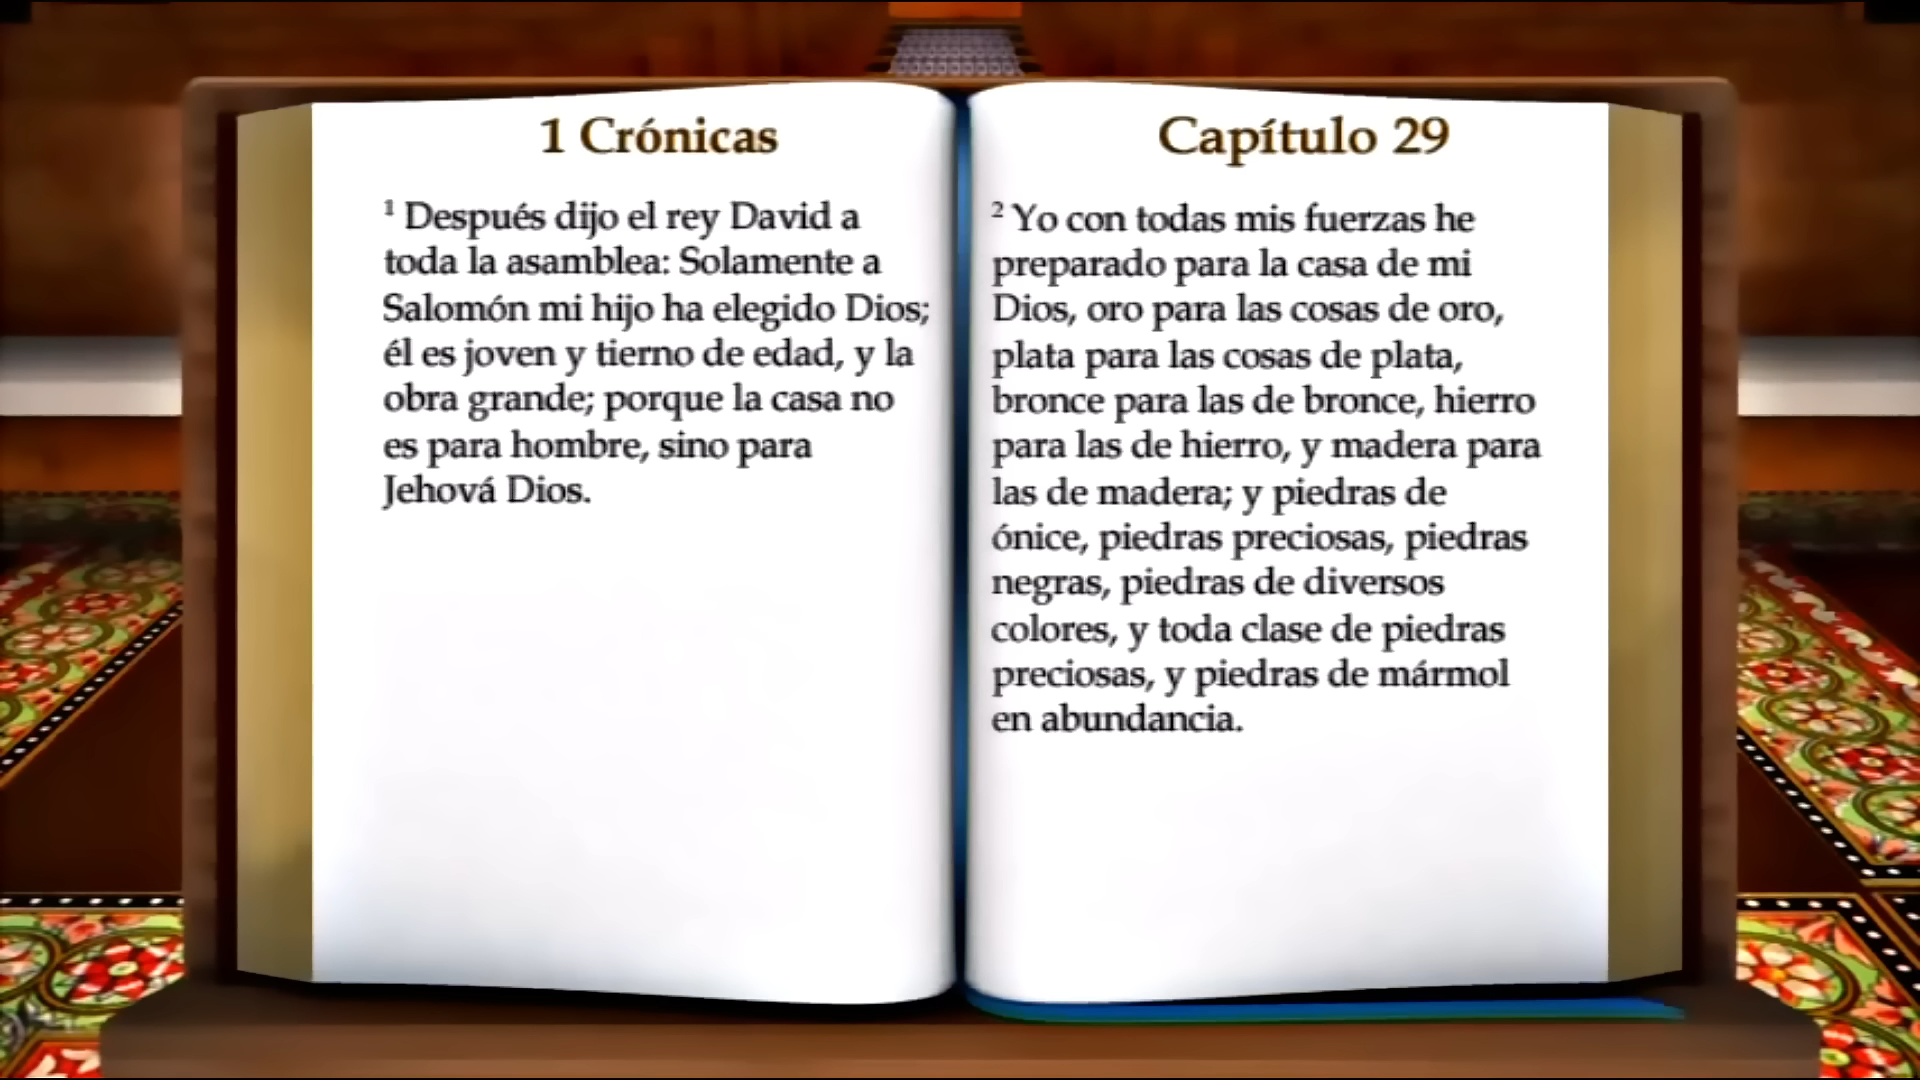 1 Crónicas
¹ Después dijo el rey David a
toda la asamblea: Solamente a
Salomón mi hijo ha elegido Dios;
él es joven y tierno de edad, y la
obra grande; porque la casa no
es para hombre, sino para
Jehová Dios.
Capítulo 29
² Yo con todas mis fuerzas he
preparado para la casa de mi
Dios, oro para las cosas de oro,
plata para las cosas de plata,
bronce para las de bronce, hierro
para las de hierro, y madera para
las de madera; y piedras de
ónice, piedras preciosas, piedras
negras, piedras de diversos
colores, y toda clase de piedras
preciosas, y piedras de mármol
en abundancia.